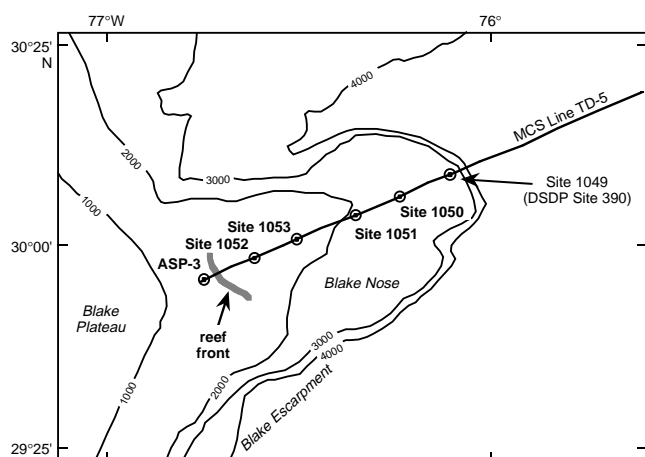 77°W
76°
30°25'
N
4000
MCS Line TD-5
2000
3000
Site 1049
(DSDP Site 390)
1000
Site 1050
Site 1053
Site 1051
30°00'
Site 1052
ASP-3
Blake Nose
Blake
Plateau
reef
front
3000
4000
2000
1000
Blake Escarpment
29°25'